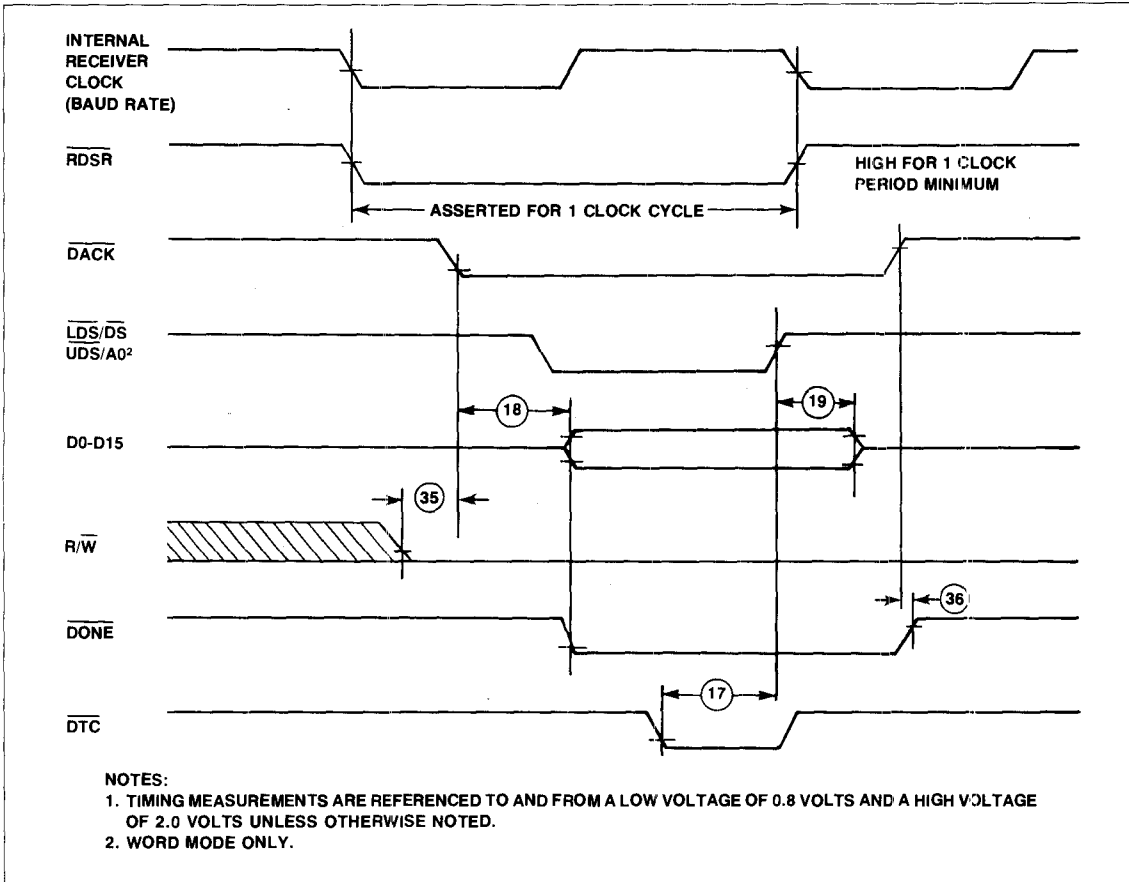 INTERNAL
RECEIVER
CLOCK
(BAUD RATE)
RDSR
HIGH FOR 1 CLOCK
PERIOD MINIMUM
ASSERTED FOR 1 CLOCK CYCLE
DACK
LDS/DS
UDS/A0²
18
19
D0-D15
35
R/W
36
DONE
17
DTC
NOTES:
1. TIMING MEASUREMENTS ARE REFERENCED TO AND FROM A LOW VOLTAGE OF 0.8 VOLTS AND A HIGH VOLTAGE
OF 2.0 VOLTS UNLESS OTHERWISE NOTED.
2. WORD MODE ONLY.